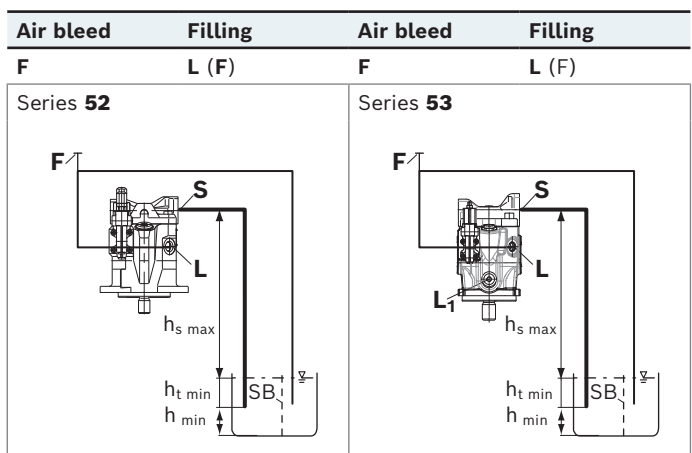 Air bleed Filling Air bleed Filling
F L (F) F L (F)
Series 52 Series 53
F S L
h s max
h t min SB
h min
F S L
L1
h s max
h t min SB
h min